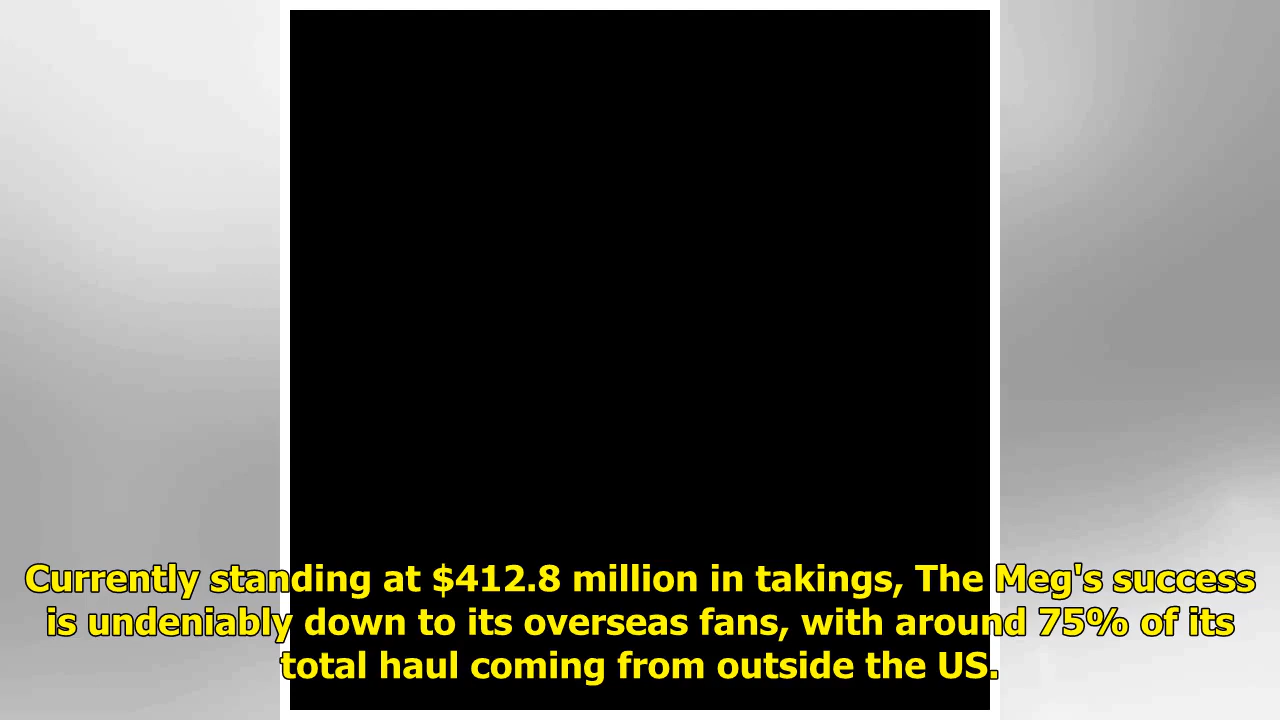 Currently standing at $412.8 million in takings, The Meg's success
is undeniably down to its overseas fans, with around 75% of its
total haul coming from outside the US.